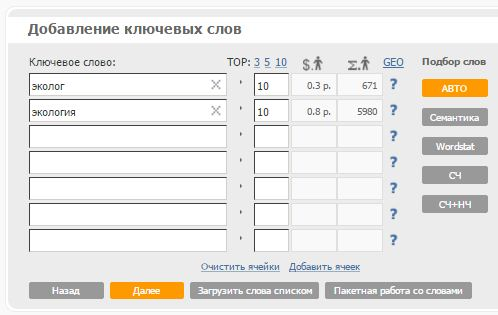 Добавление ключевых слов
Ключевое слово: TOP: 3 5 10 $. Σ. GEO Подбор слов
эколог 10 0.3 р. 671 ? АВТО
экология 10 0.8 р. 5980 ? Семантика
? Wordstat
? СЧ
? СЧ+НЧ
?
?
Очистить ячейки Добавить ячеек
Назад Далее Загрузить слова списком Пакетная работа со словами